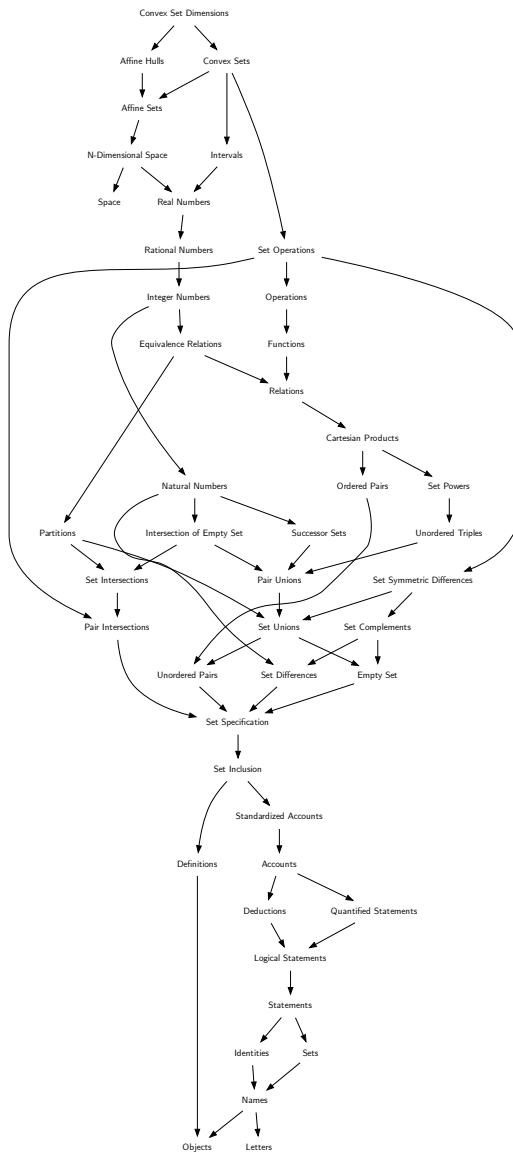 Convex Set Dimensions
Affine Hulls
Convex Sets
Affine Sets
N-Dimensional Space
Intervals
Space
Real Numbers
Rational Numbers
Set Operations
Integer Numbers
Operations
Equivalence Relations
Functions
Relations
Cartesian Products
Natural Numbers
Ordered Pairs
Set Powers
Partitions
Intersection of Empty Set
Successor Sets
Unordered Triples
Set Intersections
Pair Unions
Set Symmetric Differences
Pair Intersections
Set Unions
Set Complements
Unordered Pairs
Set Differences
Empty Set
Set Specification
Set Inclusion
Standardized Accounts
Definitions
Accounts
Deductions
Quantified Statements
Logical Statements
Statements
Identities
Sets
Names
Objects
Letters